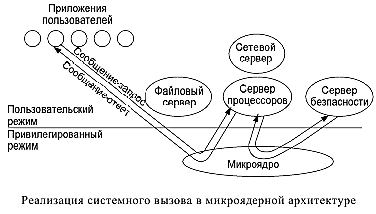 Приложения
пользователей
Сообщение-запрос
Сообщение-ответ
Сетевой
сервер
Файловый
сервер
Сервер
процессоров
Сервер
безпасности
Пользовательский
режим
Привилегированный
режим
Микроядро
Реализация системного вызова в микроядерной архитектуре